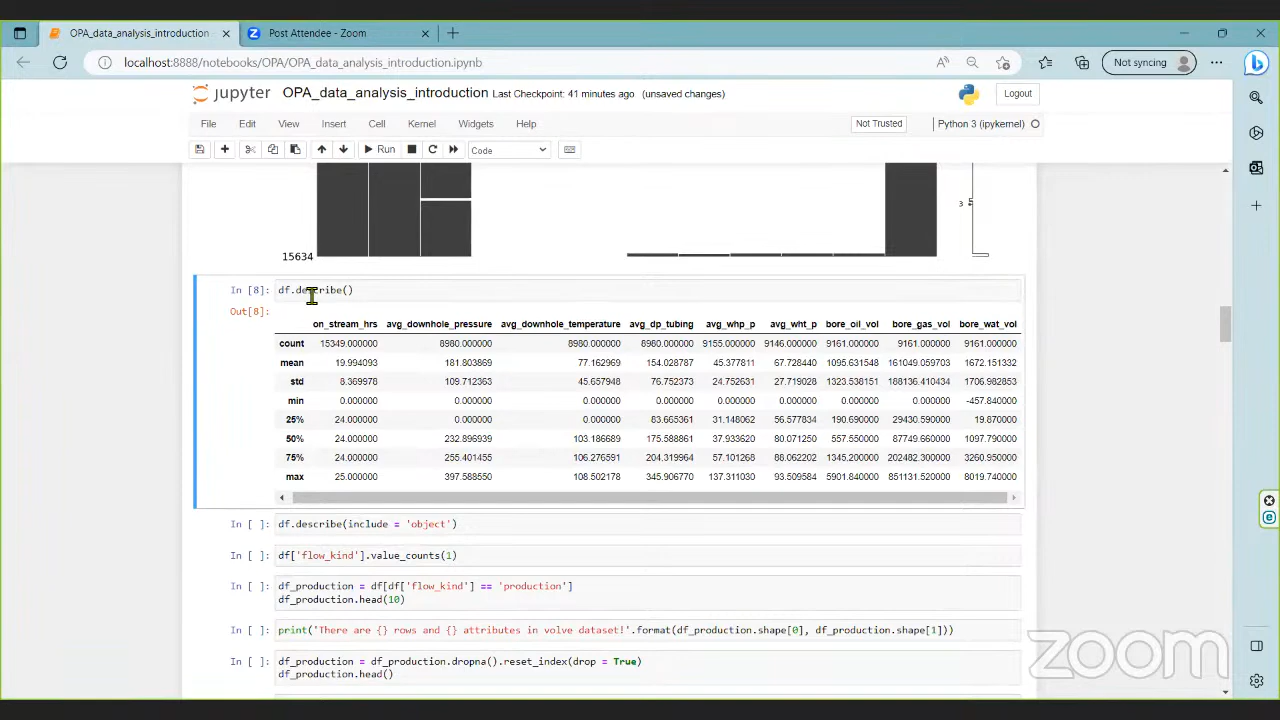 OPA_data_analysis_introduction
Post Attendee - Zoom
localhost:8888/notebooks/OPA/OPA_data_analysis_introduction.ipynb
Not syncing
jupyter OPA_data_analysis_introduction Last Checkpoint: 41 minutes ago (unsaved changes)
Logout
File Edit View Insert Cell Kernel Widgets Help
Not Trusted
Python 3 (ipykernel)
Run
Code
3
15634
In [8]: df.describe()
Out[8]:
on_stream_hrs avg_downhole_pressure avg_downhole_temperature avg_dp_tubing avg_whp_p avg_wht_p bore_oil_vol bore_gas_vol bore_wat_vol
count 15349.000000 8980.000000 8980.000000 8980.000000 9155.000000 9146.000000 9161.000000 9161.000000 9161.000000
mean 19.994093 181.803869 77.162969 154.028787 45.377811 67.728440 1095.631548 161049.059703 1672.151332
std 8.369978 109.712363 45.657948 76.752373 24.752631 27.719028 1323.538151 188136.410434 1706.982853
min 0.000000 0.000000 0.000000 0.000000 0.000000 0.000000 0.000000 0.000000 -457.840000
25% 24.000000 0.000000 0.000000 83.665361 31.148062 56.577834 190.690000 29430.590000 19.870000
50% 24.000000 232.896939 103.186689 175.588861 37.933620 80.071250 557.550000 87749.660000 1097.790000
75% 24.000000 255.401455 106.276591 204.319964 57.101268 88.062202 1345.200000 202482.300000 3260.950000
max 25.000000 397.588550 108.502178 345.906770 137.311030 93.509584 5901.840000 851131.520000 8019.740000
In [ ]: df.describe(include = 'object')
In [ ]: df['flow_kind'].value_counts(1)
In [ ]: df_production = df[df['flow_kind'] == 'production']
df_production.head(10)
In [ ]: print('There are {} rows and {} attributes in volve dataset!'.format(df_production.shape[0], df_production.shape[1]))
In [ ]: df_production = df_production.dropna().reset_index(drop = True)
df_production.head()
zoom